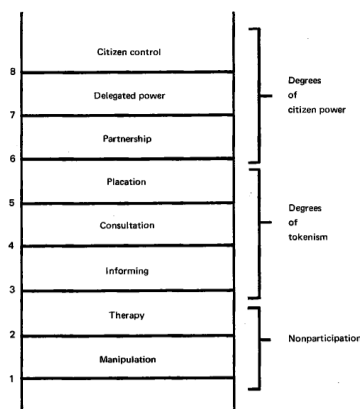 Citizen control
8
Delegated power
7
Partnership
6
Placation
5
Consultation
4
Informing
3
Therapy
2
Manipulation
1
Degrees
of
citizen power
Degrees
of
tokenism
Nonparticipation